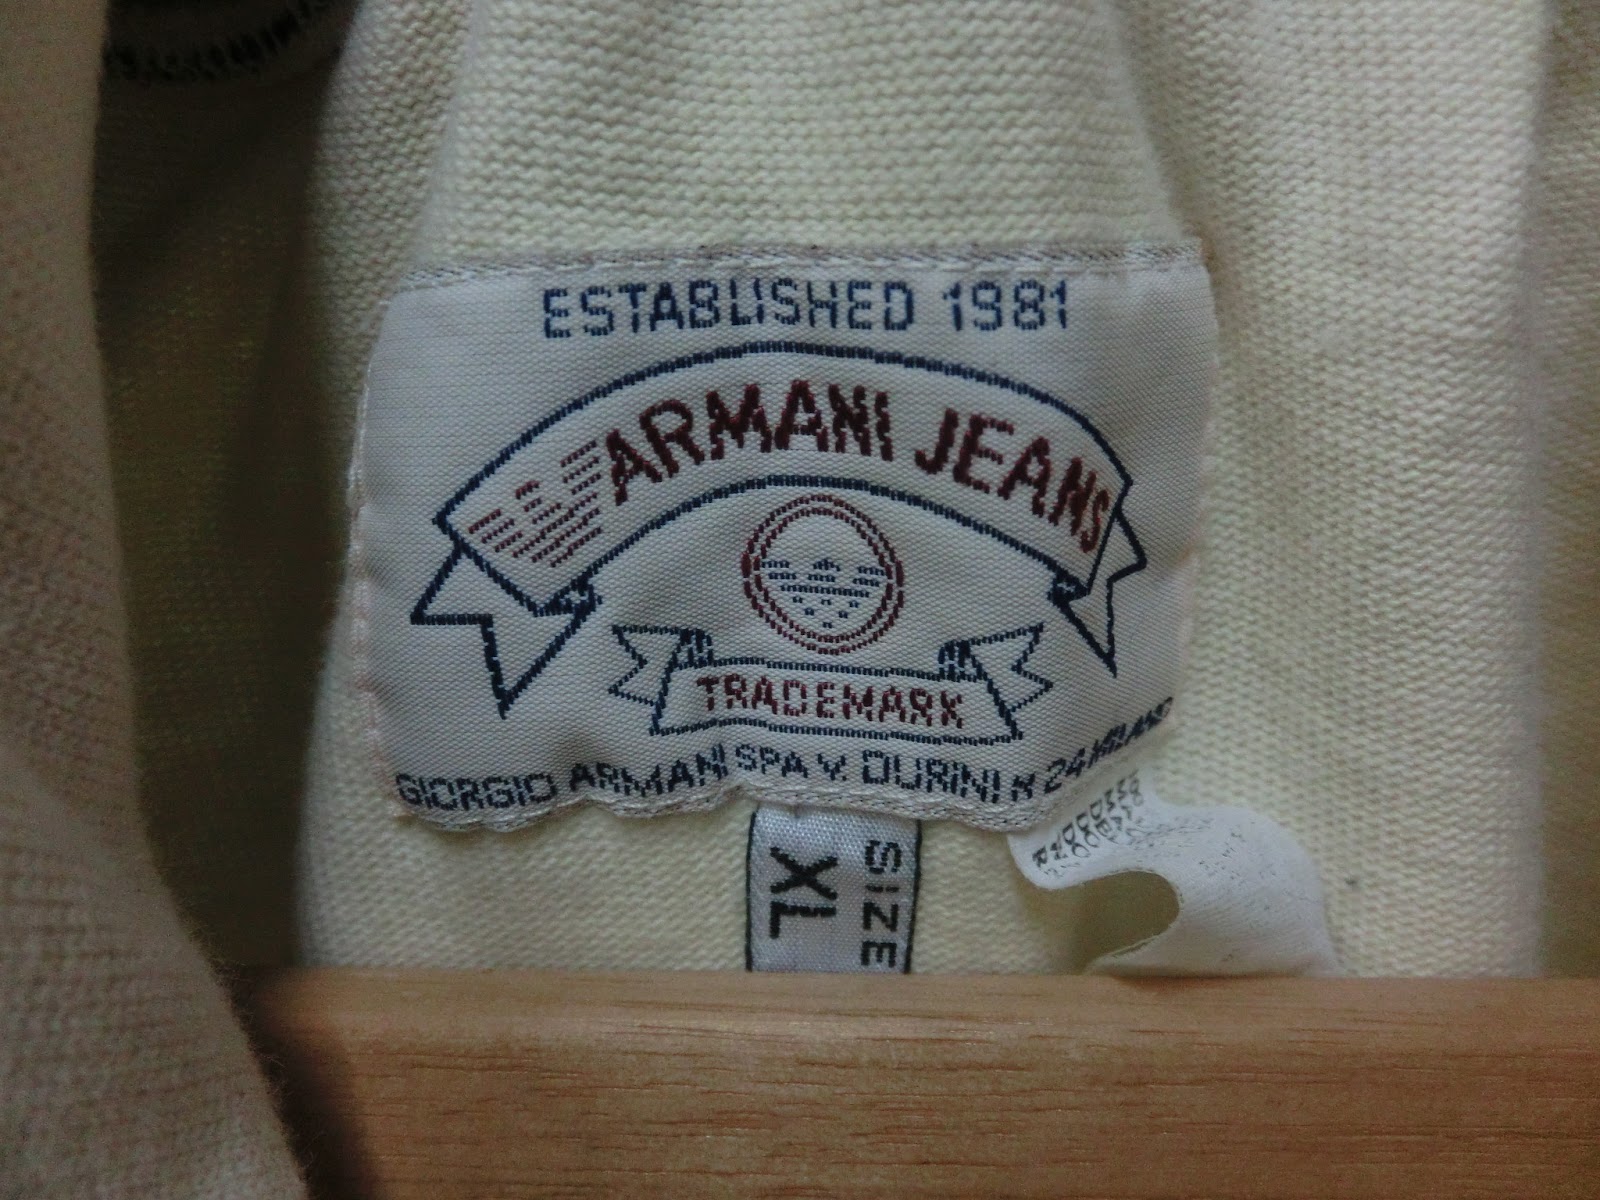 ESTABLISHED 1981
ARMANI JEANS
TRADEMARK
GIORGIO ARMANI SPA V. DURINI N 24 MILANO
SIZE
XL